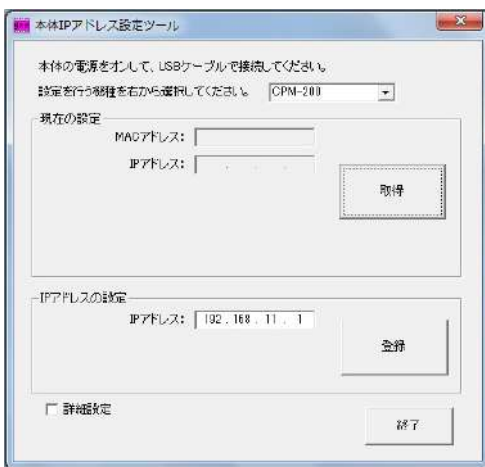 本体IPアドレス設定ツール
本体の電源をオンして、USBケーブルで接続してください。
設定を行う機種を右から選択してください。 CPM-200
現在の設定
MACアドレス：
IPアドレス： . . .
取得
IPアドレスの設定
IPアドレス： 192 . 168 . 11 . 1
登録
詳細設定
終了